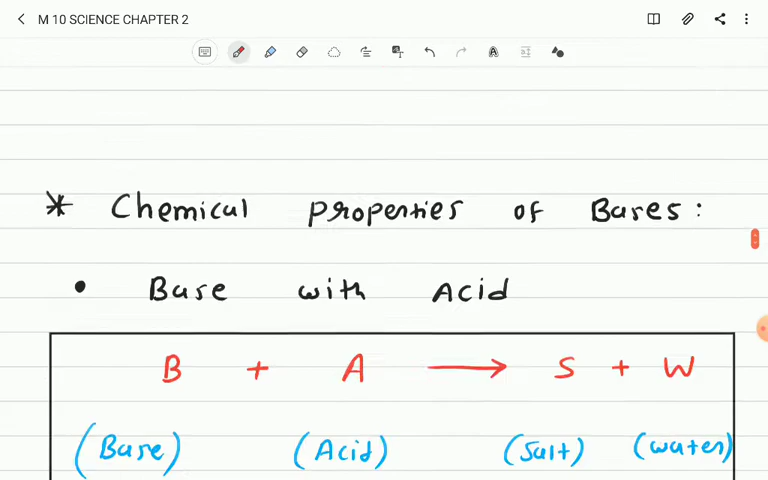 M 10 SCIENCE CHAPTER 2
* Chemical properties of Bases:
• Base with Acid
B + A → S + W
(Base) (Acid) (Salt) (water)